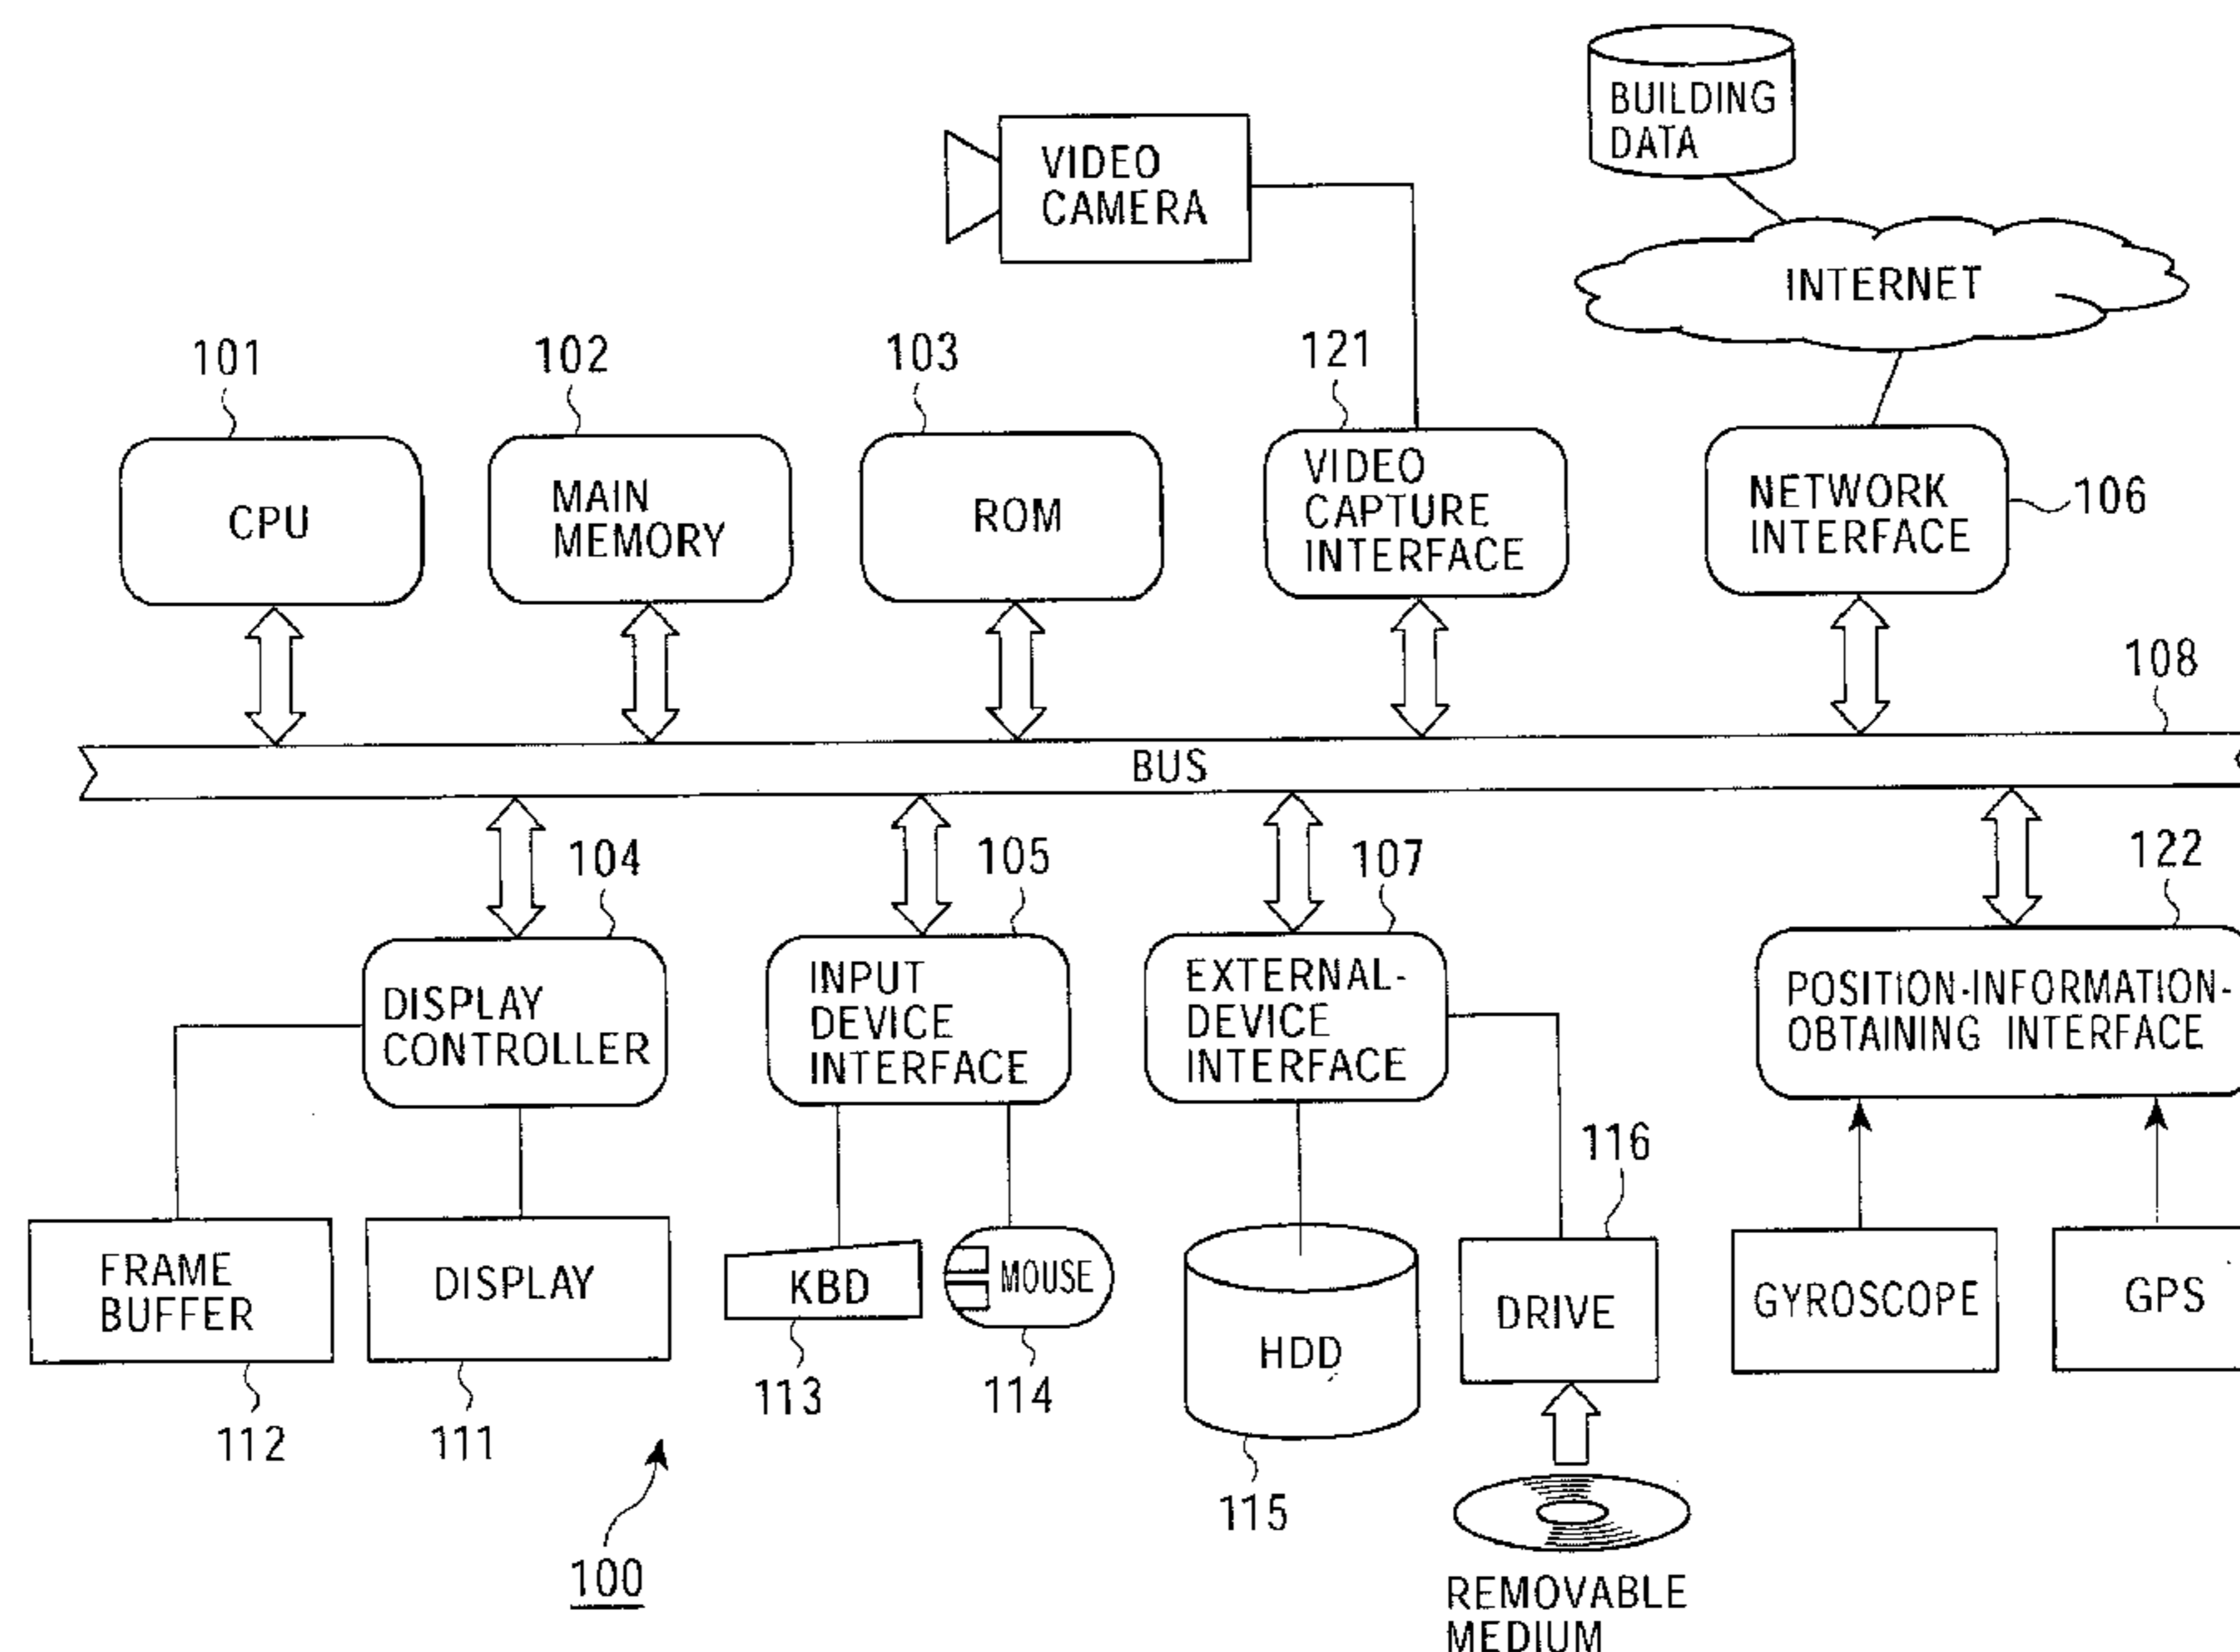 BUILDING
DATA
VIDEO
CAMERA
INTERNET
101
102
103
121
CPU
MAIN
MEMORY
ROM
VIDEO
CAPTURE
INTERFACE
NETWORK
INTERFACE
106
108
BUS
104
105
107
122
DISPLAY
CONTROLLER
INPUT
DEVICE
INTERFACE
EXTERNAL-
DEVICE
INTERFACE
POSITION-INFORMATION-
OBTAINING INTERFACE
116
FRAME
BUFFER
DISPLAY
KBD
MOUSE
HDD
DRIVE
GYROSCOPE
GPS
112
111
113
114
115
100
REMOVABLE
MEDIUM